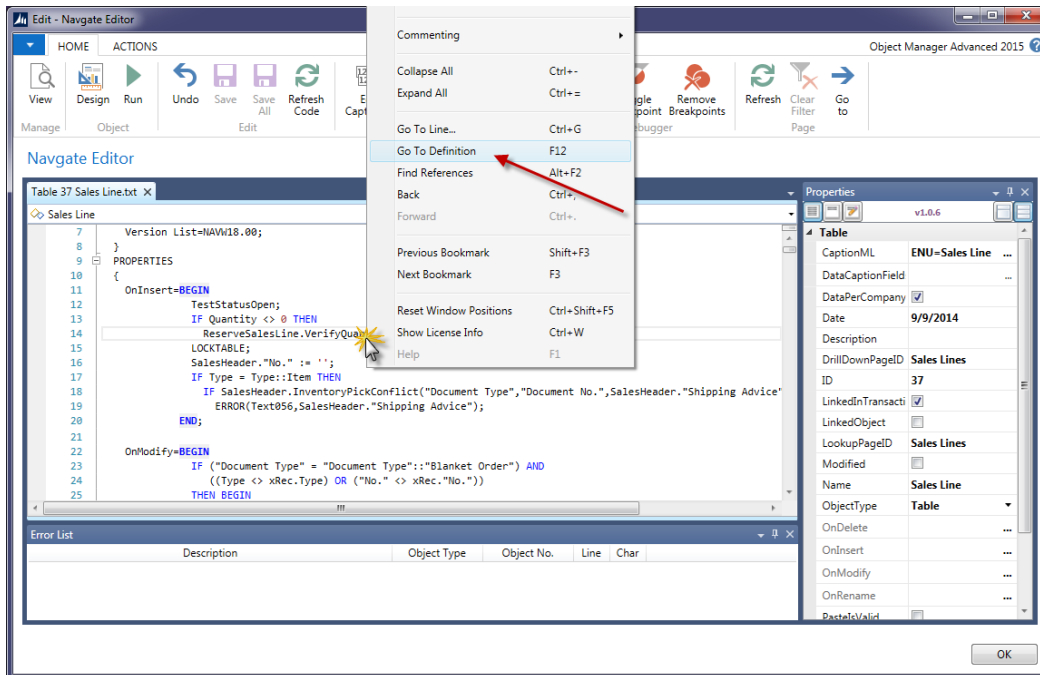 Edit - Navgate Editor
HOME ACTIONS
Object Manager Advanced 2015
View Design Run Undo Save Save All Refresh Code
Remove Breakpoints Refresh Clear Filter Go to
Manage Object Edit Page
Navgate Editor
Commenting
Collapse All Ctrl+-
Expand All Ctrl+=
Go To Line... Ctrl+G
Go To Definition F12
Find References Alt+F2
Back Ctrl+,
Forward Ctrl+.
Previous Bookmark Shift+F3
Next Bookmark F3
Reset Window Positions Ctrl+Shift+F5
Show License Info Ctrl+W
Help F1
Table 37 Sales Line.txt
Sales Line
7 Version List=NAVW18.00;
8 }
9 PROPERTIES
10 {
11 OnInsert=BEGIN
12 TestStatusOpen;
13 IF Quantity <> 0 THEN
14 ReserveSalesLine.VerifyQuan
15 LOCKTABLE;
16 SalesHeader."No." := '';
17 IF Type = Type::Item THEN
18 IF SalesHeader.InventoryPickConflict("Document Type","Document No.",SalesHeader."Shipping Advice"
19 ERROR(Text056,SalesHeader."Shipping Advice");
20 END;
21
22 OnModify=BEGIN
23 IF ("Document Type" = "Document Type"::"Blanket Order") AND
24 ((Type <> xRec.Type) OR ("No." <> xRec."No."))
25 THEN BEGIN
Error List
Description Object Type Object No. Line Char
Properties
v1.0.6
Table
CaptionML ENU=Sales Line ...
DataCaptionField ...
DataPerCompany
Date 9/9/2014
Description
DrillDownPageID Sales Lines
ID 37
LinkedInTransacti
LinkedObject
LookupPageID Sales Lines
Modified
Name Sales Line
ObjectType Table
OnDelete ...
OnInsert ...
OnModify ...
OnRename ...
PasteIsValid
OK